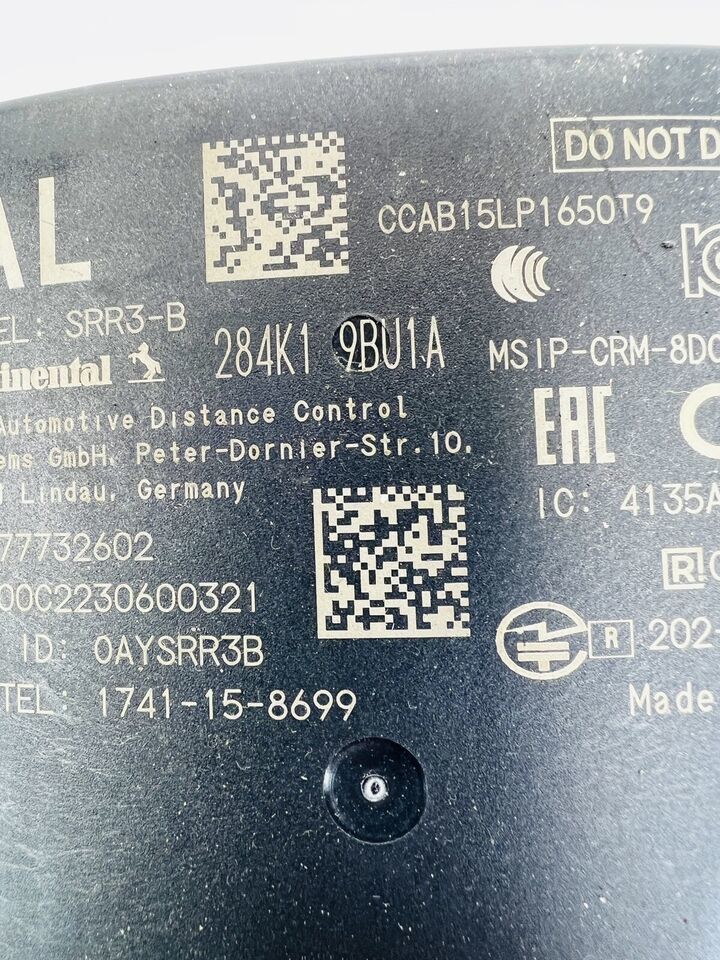 DO NOT D
CCAB15LP1650T9
AL
EL: SRR3-B
inental
284K1 9BU1A
MSIP-CRM-8DO
Automotive Distance Control
ems GmbH. Peter-Dornier-Str.10.
Lindau, Germany
EAC
IC: 4135A
77732602
00C2230600321
ID: 0AYSRR3B
R
202
TEL: 1741-15-8699
Made